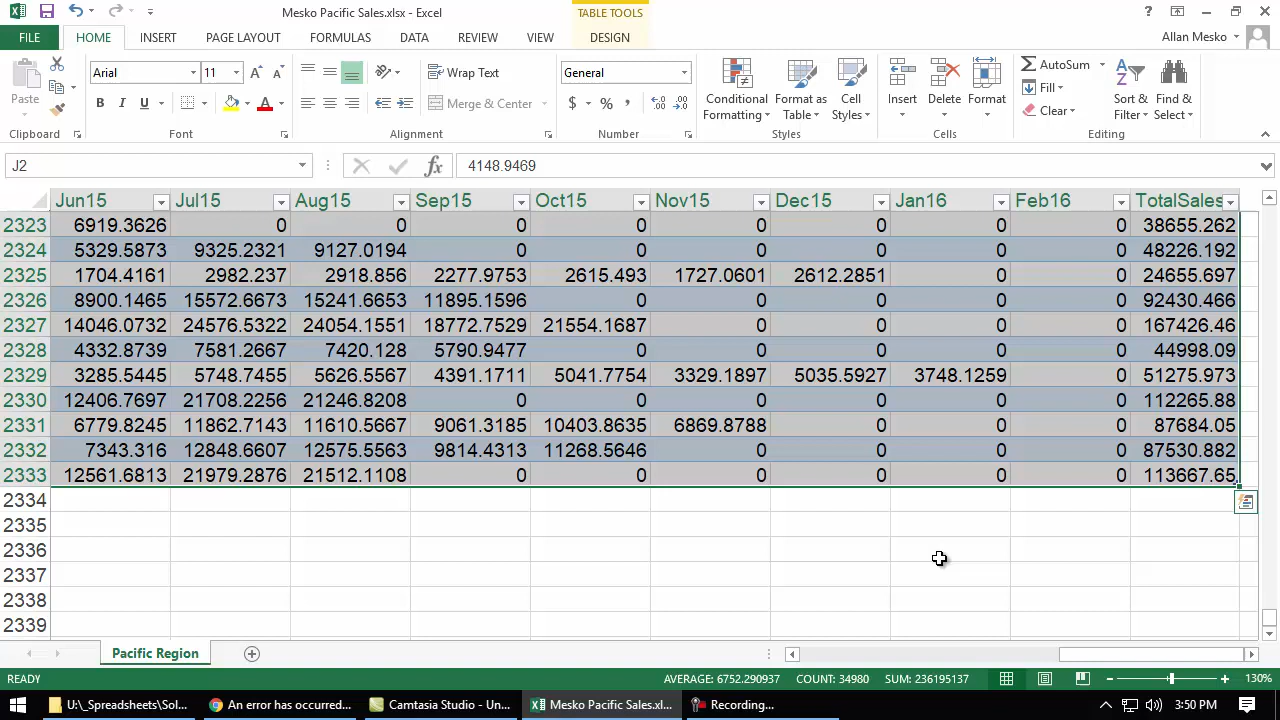 Mesko Pacific Sales.xlsx - Excel
TABLE TOOLS
FILE
HOME
INSERT
PAGE LAYOUT
FORMULAS
DATA
REVIEW
VIEW
DESIGN
Allan Mesko
Paste
Arial
11
Wrap Text
Merge & Center
General
$ % ,
Conditional
Formatting
Format as
Table
Cell
Styles
Insert
Delete
Format
AutoSum
Fill
Clear
Sort &
Filter
Find &
Select
B I U
Clipboard
Font
Alignment
Number
Styles
Cells
Editing
J2
fx
4148.9469
Jun15 Jul15 Aug15 Sep15 Oct15 Nov15 Dec15 Jan16 Feb16 TotalSales
2323 6919.3626 0 0 0 0 0 0 0 0 38655.262
2324 5329.5873 9325.2321 9127.0194 0 0 0 0 0 0 48226.192
2325 1704.4161 2982.237 2918.856 2277.9753 2615.493 1727.0601 2612.2851 0 0 24655.697
2326 8900.1465 15572.6673 15241.6653 11895.1596 0 0 0 0 0 92430.466
2327 14046.0732 24576.5322 24054.1551 18772.7529 21554.1687 0 0 0 0 167426.46
2328 4332.8739 7581.2667 7420.128 5790.9477 0 0 0 0 0 44998.09
2329 3285.5445 5748.7455 5626.5567 4391.1711 5041.7754 3329.1897 5035.5927 3748.1259 0 51275.973
2330 12406.7697 21708.2256 21246.8208 0 0 0 0 0 0 112265.88
2331 6779.8245 11862.7143 11610.5667 9061.3185 10403.8635 6869.8788 0 0 0 87684.05
2332 7343.316 12848.6607 12575.5563 9814.4313 11268.5646 0 0 0 0 87530.882
2333 12561.6813 21979.2876 21512.1108 0 0 0 0 0 0 113667.65
2334
2335
2336
2337
2338
2339
Pacific Region
READY
AVERAGE: 6752.290937
COUNT: 34980
SUM: 236195137
130%
U:\_Spreadsheets\Sol...
An error has occurred...
Camtasia Studio - Un...
Mesko Pacific Sales.xl...
Recording...
3:50 PM